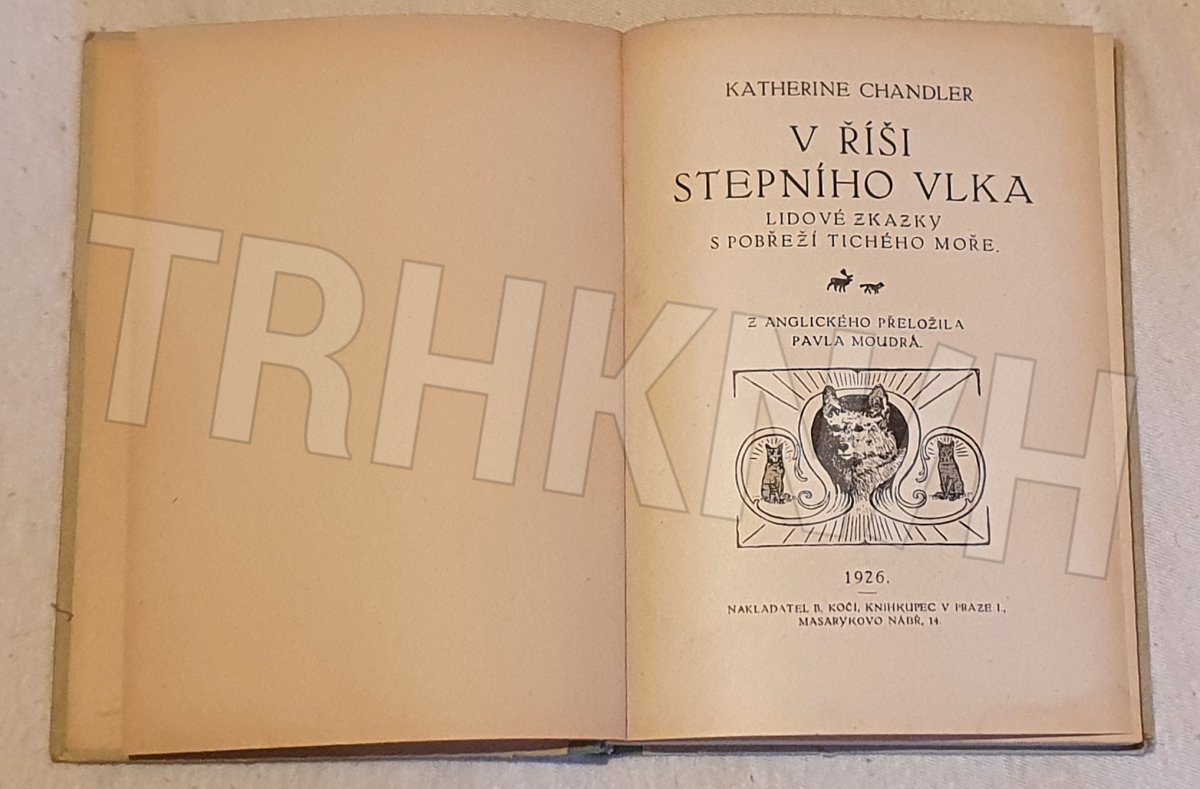 KATHERINE CHANDLER
V ŘÍŠI
STEPNÍHO VLKA
LIDOVÉ ZKAZKY
S POBŘEŽÍ TICHÉHO MOŘE.
Z ANGLICKÉHO PŘELOŽILA
PAVLA MOUDRÁ.
1926.
NAKLADATEL B. KOČÍ, KNIHKUPEC V PRAZE I.,
MASARYKOVO NÁBŘ, 14
TRHKNIH